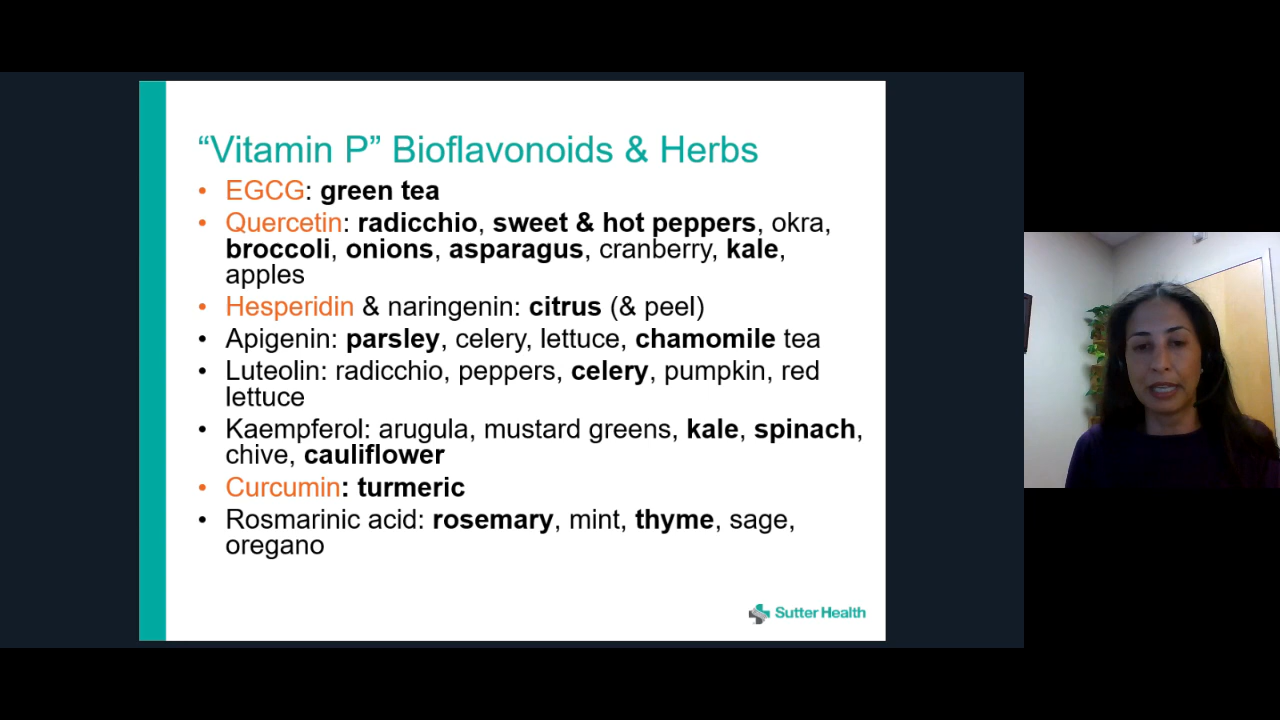 “Vitamin P” Bioflavonoids & Herbs
• EGCG: green tea
• Quercetin: radicchio, sweet & hot peppers, okra,
broccoli, onions, asparagus, cranberry, kale,
apples
• Hesperidin & naringenin: citrus (& peel)
• Apigenin: parsley, celery, lettuce, chamomile tea
• Luteolin: radicchio, peppers, celery, pumpkin, red
lettuce
• Kaempferol: arugula, mustard greens, kale, spinach,
chive, cauliflower
• Curcumin: turmeric
• Rosmarinic acid: rosemary, mint, thyme, sage,
oregano
Sutter Health